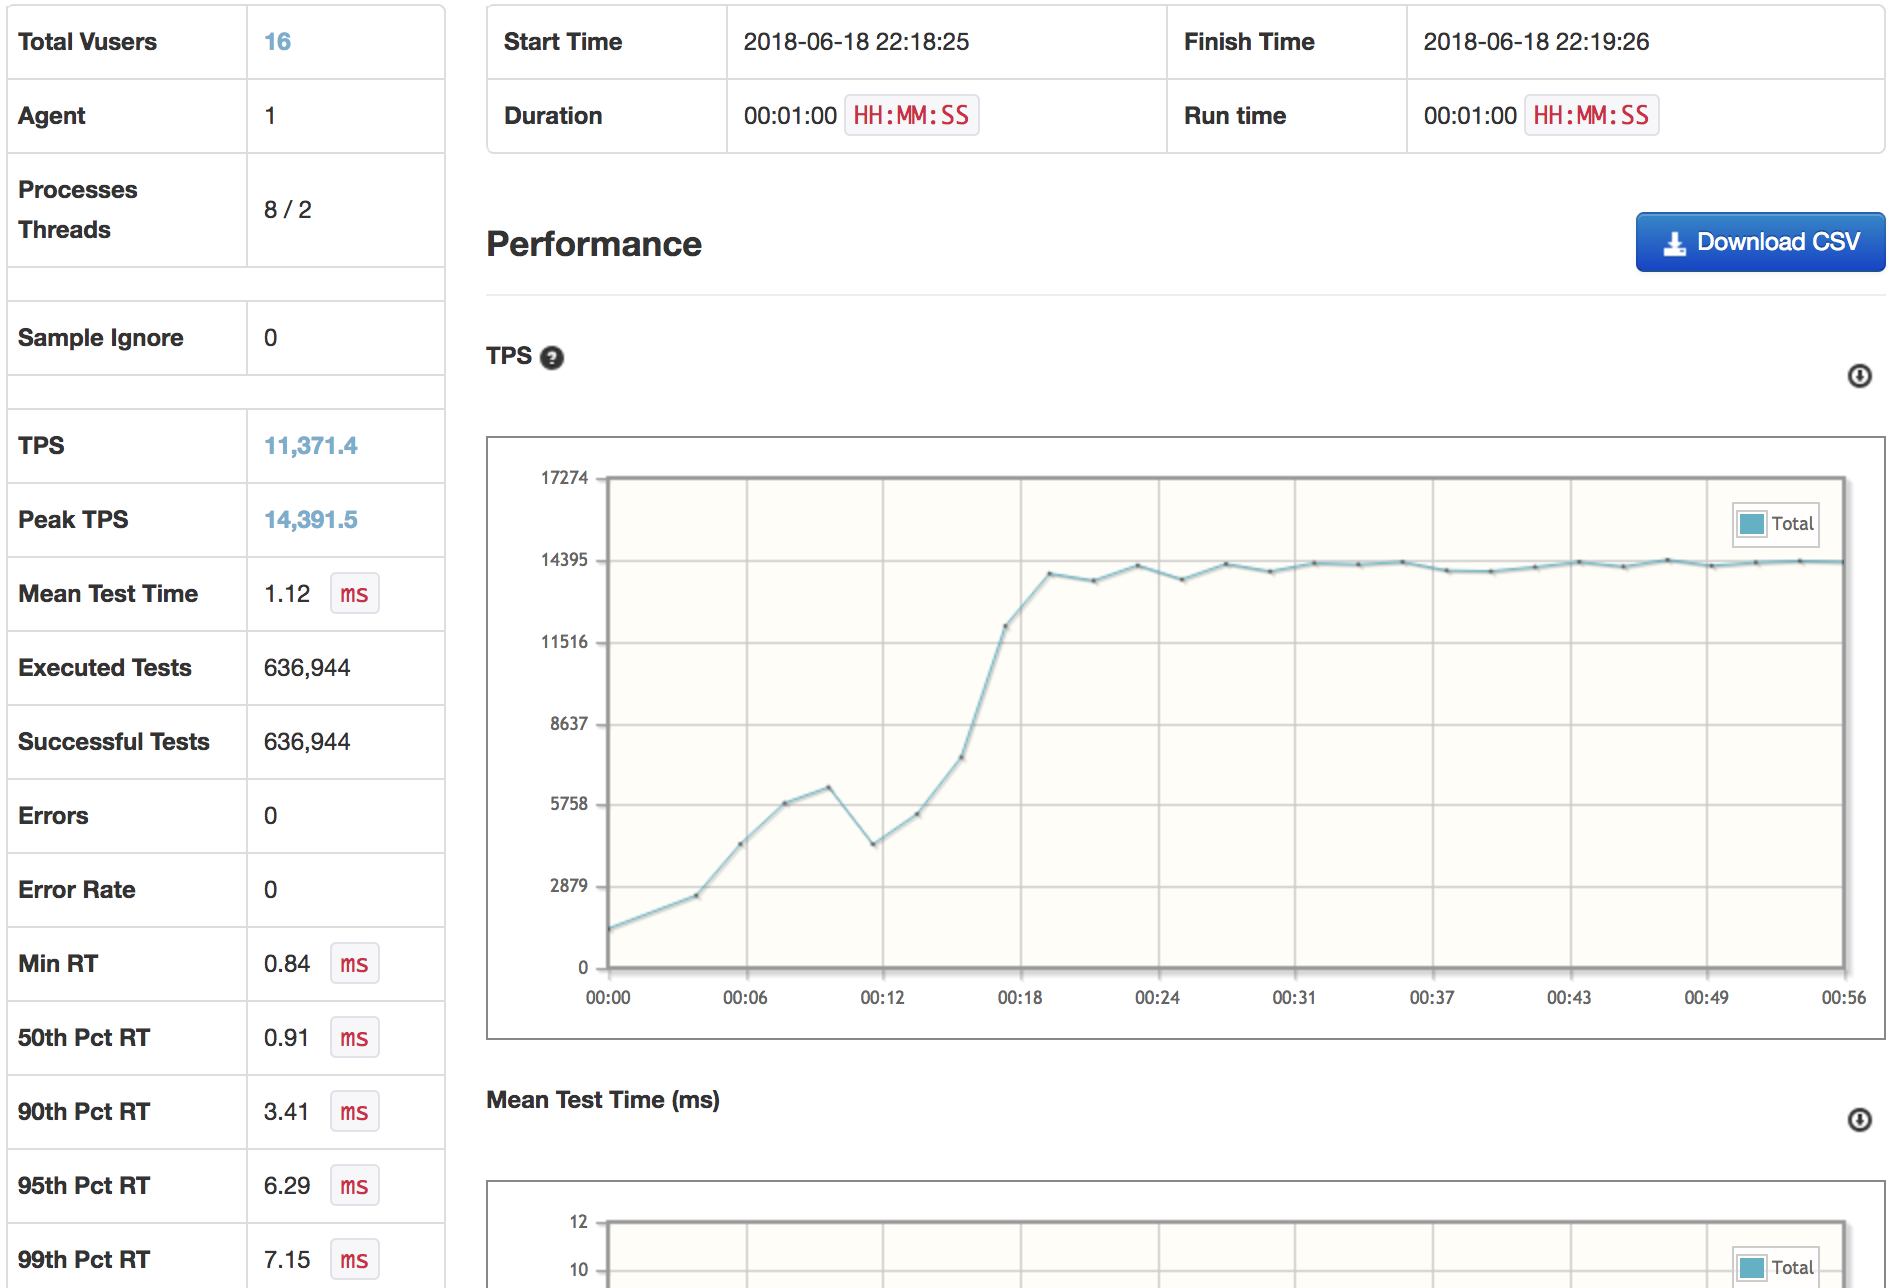 Total Vusers 16
Agent 1
Processes
Threads
8 / 2
Sample Ignore 0
TPS 11,371.4
Peak TPS 14,391.5
Mean Test Time 1.12 ms
Executed Tests 636,944
Successful Tests 636,944
Errors 0
Error Rate 0
Min RT 0.84 ms
50th Pct RT 0.91 ms
90th Pct RT 3.41 ms
95th Pct RT 6.29 ms
99th Pct RT 7.15 ms
Start Time 2018-06-18 22:18:25 Finish Time 2018-06-18 22:19:26
Duration 00:01:00 HH:MM:SS Run time 00:01:00 HH:MM:SS
Performance
Download CSV
TPS ?
17274
14395
11516
8637
5758
2879
0
Total
00:00 00:06 00:12 00:18 00:24 00:31 00:37 00:43 00:49 00:56
Mean Test Time (ms)
12
10
Total